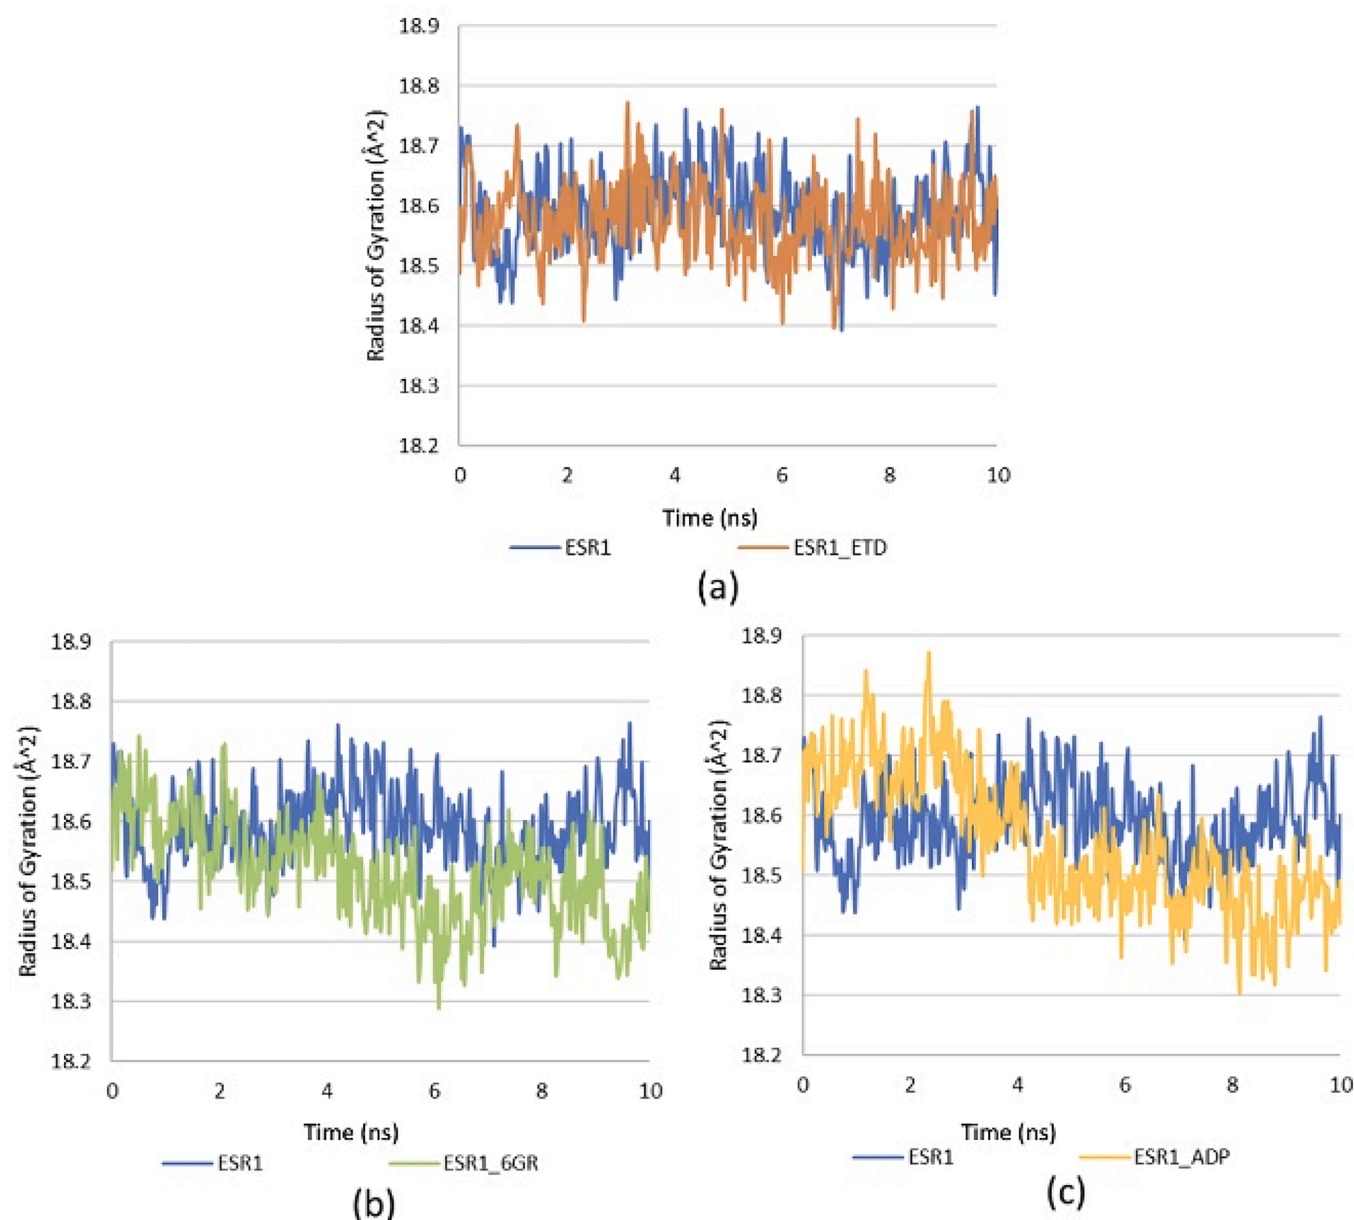 18.9
18.8
18.7
18.6
18.5
18.4
18.3
18.2
Radius of Gyration (Å^2)
0 2 4 6 8 10
Time (ns)
ESR1 ESR1_ETD
(a)
18.9
18.8
18.7
18.6
18.5
18.4
18.3
18.2
Radius of Gyration (Å^2)
0 2 4 6 8 10
Time (ns)
ESR1 ESR1_6GR
(b)
18.9
18.8
18.7
18.6
18.5
18.4
18.3
18.2
Radius of Gyration (Å^2)
0 2 4 6 8 10
Time (ns)
ESR1 ESR1_ADP
(c)